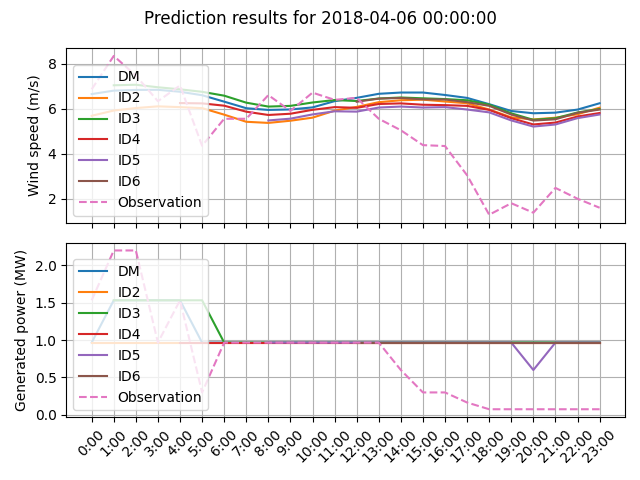 Prediction results for 2018-04-06 00:00:00
Wind speed (m/s)
8
6
4
2
DM
ID2
ID3
ID4
ID5
ID6
Observation
Generated power (MW)
2.0
1.5
1.0
0.5
0.0
DM
ID2
ID3
ID4
ID5
ID6
Observation
0:00 1:00 2:00 3:00 4:00 5:00 6:00 7:00 8:00 9:00 10:00 11:00 12:00 13:00 14:00 15:00 16:00 17:00 18:00 19:00 20:00 21:00 22:00 23:00